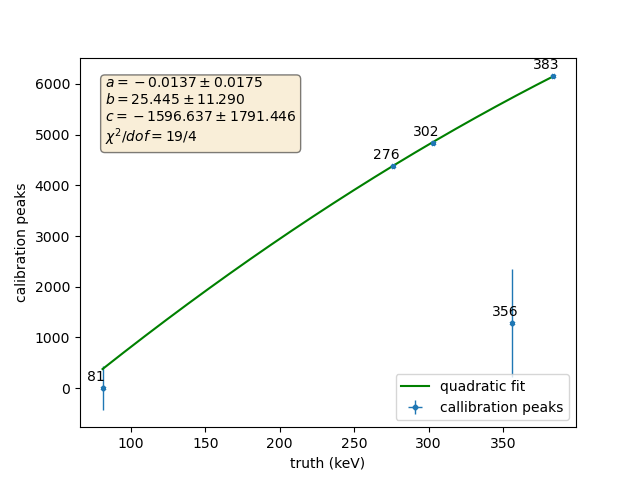 383
6000
a = −0.0137 ± 0.0175
b = 25.445 ± 11.290
c = −1596.637 ± 1791.446
χ²/dof = 19/4
5000
302
276
4000
calibration peaks
3000
2000
356
1000
81
0
quadratic fit
callibration peaks
100 150 200 250 300 350
truth (keV)